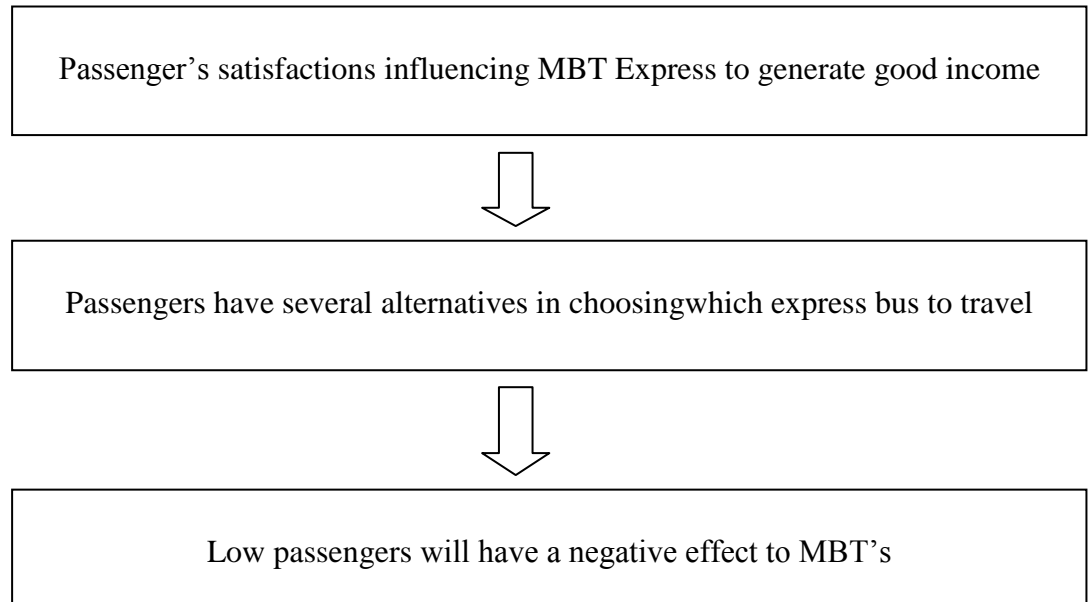 Passenger’s satisfactions influencing MBT Express to generate good income
Passengers have several alternatives in choosingwhich express bus to travel
Low passengers will have a negative effect to MBT’s